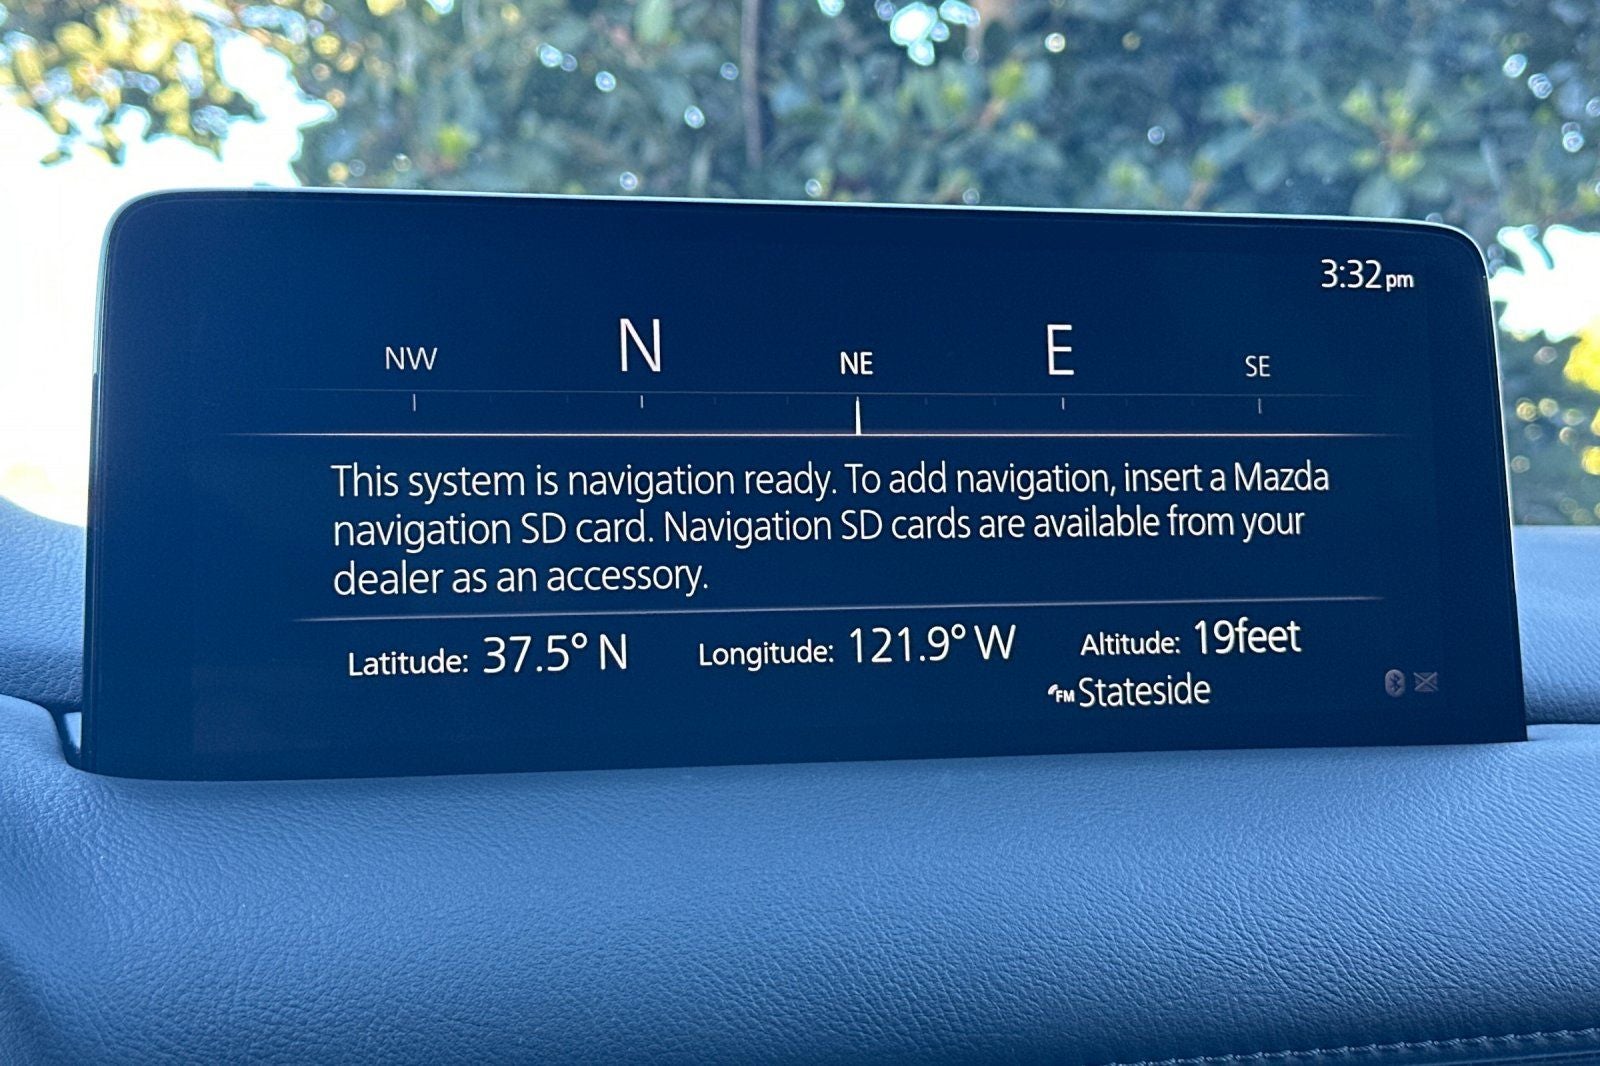 3:32pm
NW N NE E SE
This system is navigation ready. To add navigation, insert a Mazda
navigation SD card. Navigation SD cards are available from your
dealer as an accessory.
Latitude: 37.5° N Longitude: 121.9° W Altitude: 19feet
FM Stateside